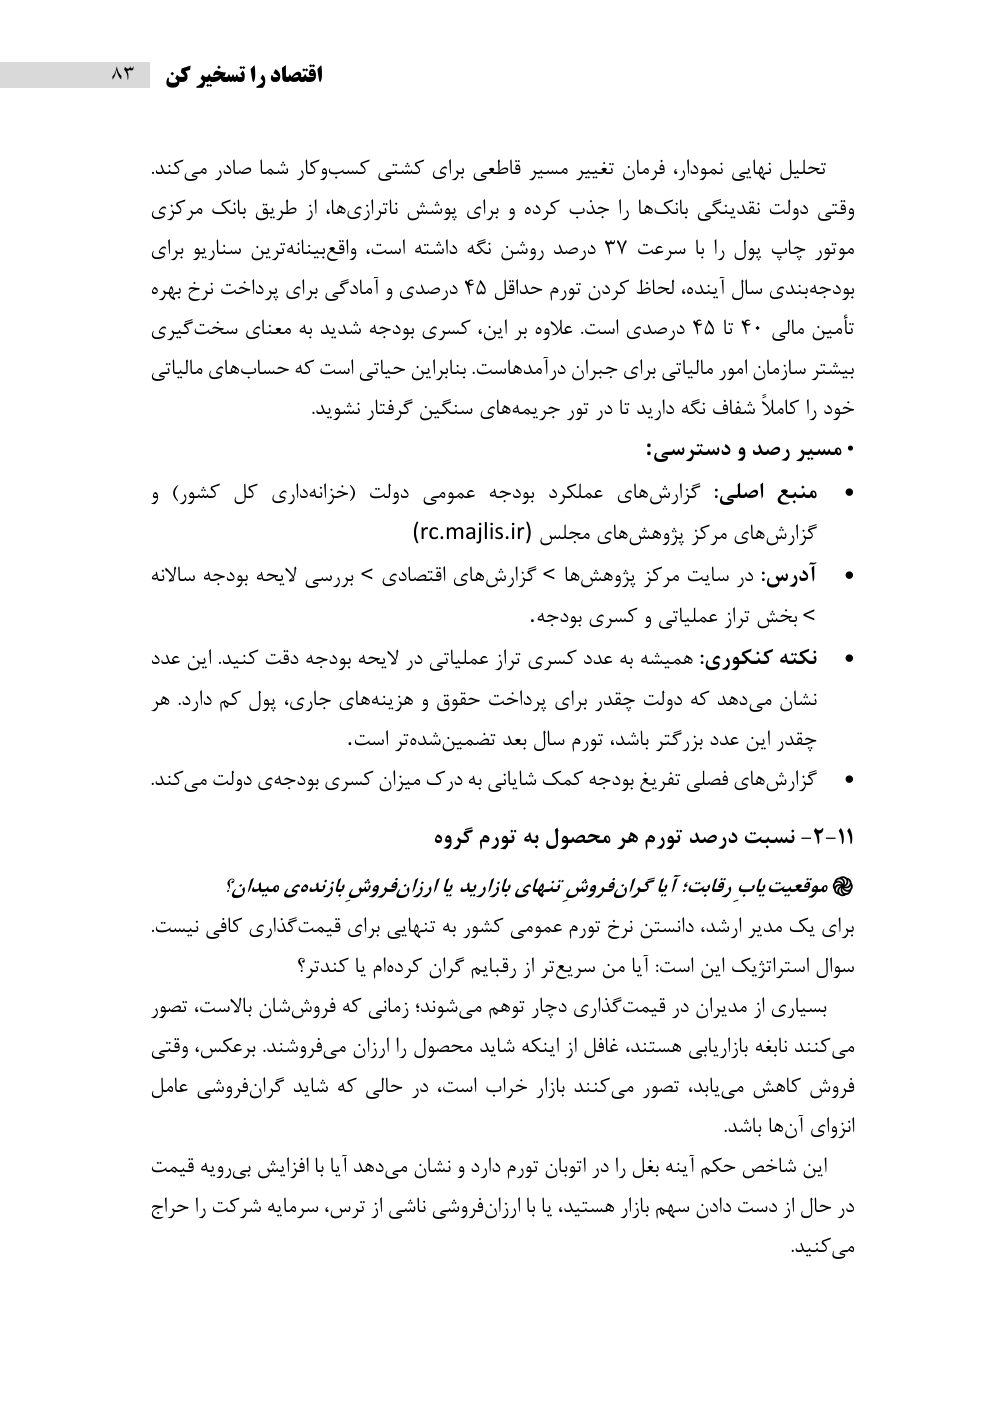 اقتصاد را تسخیر کن ۸۳
تحلیل نهایی نمودار، فرمان تغییر مسیر قاطعی برای کشتی کسب‌وکار شما صادر می‌کند.
وقتی دولت نقدینگی بانک‌ها را جذب کرده و برای پوشش ناترازی‌ها، از طریق بانک مرکزی
موتور چاپ پول را با سرعت ۳۷ درصد روشن نگه داشته است، واقع‌بینانه‌ترین سناریو برای
بودجه‌بندی سال آینده، لحاظ کردن تورم حداقل ۴۵ درصدی و آمادگی برای پرداخت نرخ بهره
تأمین مالی ۴۰ تا ۴۵ درصدی است. علاوه بر این، کسری بودجه شدید به معنای سخت‌گیری
بیشتر سازمان امور مالیاتی برای جبران درآمدهاست. بنابراین حیاتی است که حساب‌های مالیاتی
خود را کاملاً شفاف نگه دارید تا در تور جریمه‌های سنگین گرفتار نشوید.
• مسیر رصد و دسترسی:
• منبع اصلی: گزارش‌های عملکرد بودجه عمومی دولت (خزانه‌داری کل کشور) و
گزارش‌های مرکز پژوهش‌های مجلس (rc.majlis.ir)
• آدرس: در سایت مرکز پژوهش‌ها > گزارش‌های اقتصادی > بررسی لایحه بودجه سالانه
> بخش تراز عملیاتی و کسری بودجه.
• نکته کنکوری: همیشه به عدد کسری تراز عملیاتی در لایحه بودجه دقت کنید. این عدد
نشان می‌دهد که دولت چقدر برای پرداخت حقوق و هزینه‌های جاری، پول کم دارد. هر
چقدر این عدد بزرگتر باشد، تورم سال بعد تضمین‌شده‌تر است.
• گزارش‌های فصلی تفریغ بودجه کمک شایانی به درک میزان کسری بودجه‌ی دولت می‌کند.
۲-۱۱- نسبت درصد تورم هر محصول به تورم گروه
موقعیت‌یابِ رقابت؛ آیا گران‌فروشِ تنهای بازارید یا ارزان‌فروشِ بازنده‌ی میدان؟
برای یک مدیر ارشد، دانستن نرخ تورم عمومی کشور به تنهایی برای قیمت‌گذاری کافی نیست.
سوال استراتژیک این است: آیا من سریع‌تر از رقبایم گران کرده‌ام یا کندتر؟
بسیاری از مدیران در قیمت‌گذاری دچار توهم می‌شوند؛ زمانی که فروش‌شان بالاست، تصور
می‌کنند نابغه بازاریابی هستند، غافل از اینکه شاید محصول را ارزان می‌فروشند. برعکس، وقتی
فروش کاهش می‌یابد، تصور می‌کنند بازار خراب است، در حالی که شاید گران‌فروشی عامل
انزوای آن‌ها باشد.
این شاخص حکم آینه بغل را در اتوبان تورم دارد و نشان می‌دهد آیا با افزایش بی‌رویه قیمت
در حال از دست دادن سهم بازار هستید، یا با ارزان‌فروشی ناشی از ترس، سرمایه شرکت را حراج
می‌کنید.